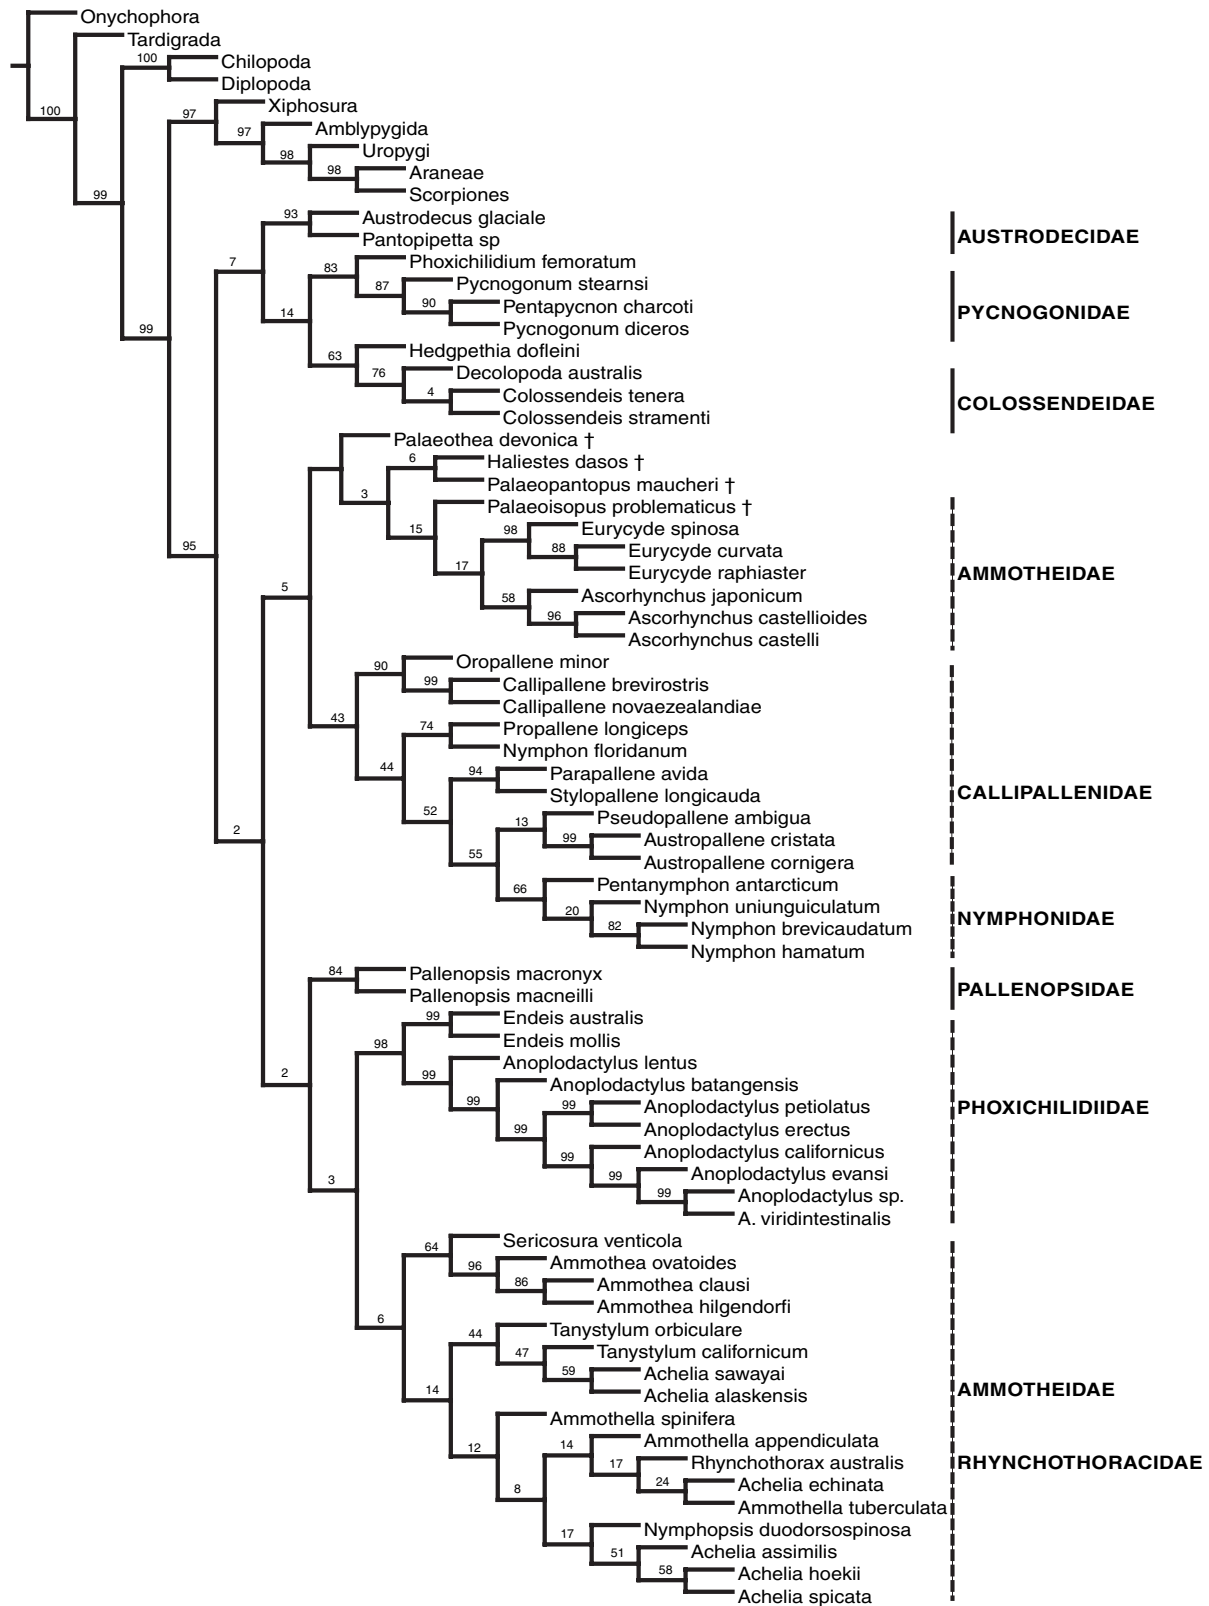 Onychophora
Tardigrada
100
Chilopoda
Diplopoda
100
97
Xiphosura
97
Amblypygida
98
Uropygi
98
Araneae
Scorpiones
99
93
Austrodecus glaciale
AUSTRODECIDAE
Pantopipetta sp
7
83
Phoxichilidium femoratum
87
Pycnogonum stearnsi
90
Pentapycnon charcoti
PYCNOGONIDAE
14
Pycnogonum diceros
99
63
Hedgpethia dofleini
76
Decolopoda australis
4
Colossendeis tenera
COLOSSENDEIDAE
Colossendeis stramenti
Palaeothea devonica †
6
Haliestes dasos †
3
Palaeopantopus maucheri †
Palaeoisopus problematicus †
15
98
Eurycyde spinosa
88
Eurycyde curvata
95
17
Eurycyde raphiaster
AMMOTHEIDAE
5
58
Ascorhynchus japonicum
96
Ascorhynchus castellioides
Ascorhynchus castelli
90
Oropallene minor
99
Callipallene brevirostris
Callipallene novaezealandiae
43
74
Propallene longiceps
Nymphon floridanum
44
94
Parapallene avida
Stylopallene longicauda
CALLIPALLENIDAE
52
13
Pseudopallene ambigua
2
99
Austropallene cristata
55
Austropallene cornigera
66
Pentanymphon antarcticum
20
Nymphon uniunguiculatum
82
Nymphon brevicaudatum
NYMPHONIDAE
Nymphon hamatum
84
Pallenopsis macronyx
PALLENOPSIDAE
Pallenopsis macneilli
99
Endeis australis
98
Endeis mollis
2
99
Anoplodactylus lentus
99
Anoplodactylus batangensis
99
Anoplodactylus petiolatus
PHOXICHILIDIIDAE
99
Anoplodactylus erectus
99
Anoplodactylus californicus
99
Anoplodactylus evansi
3
99
Anoplodactylus sp.
A. viridintestinalis
64
Sericosura venticola
96
Ammothea ovatoides
86
Ammothea clausi
Ammothea hilgendorfi
6
44
Tanystylum orbiculare
47
Tanystylum californicum
59
Achelia sawayai
14
Achelia alaskensis
AMMOTHEIDAE
Ammothella spinifera
12
14
Ammothella appendiculata
17
Rhynchothorax australis
RHYNCHOTHORACIDAE
24
Achelia echinata
8
Ammothella tuberculata
17
Nymphopsis duodorsospinosa
51
Achelia assimilis
58
Achelia hoekii
Achelia spicata